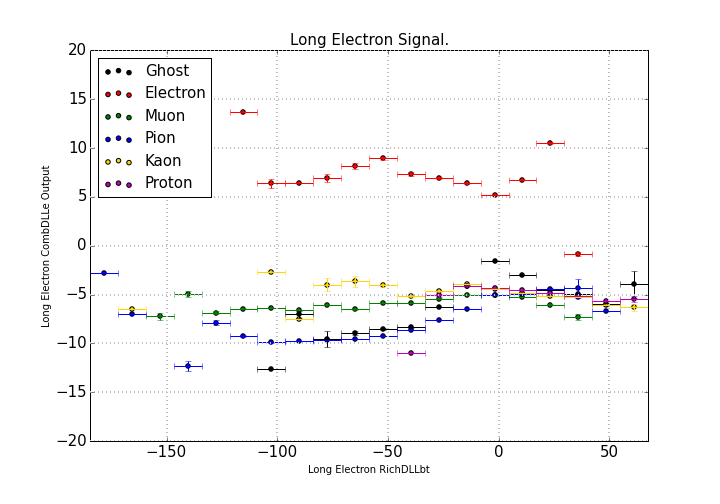 Long Electron Signal.
20
15
10
5
0
−5
−10
−15
−20
Long Electron CombDLLe Output
Ghost
Electron
Muon
Pion
Kaon
Proton
−150
−100
−50
0
50
Long Electron RichDLLbt